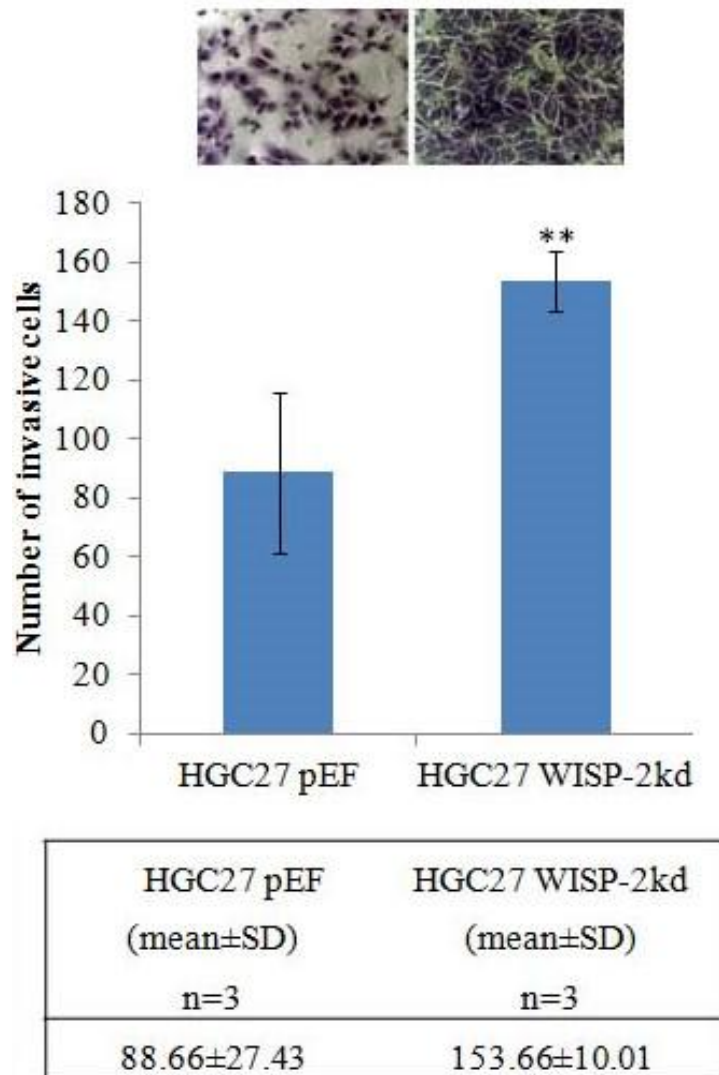 180
**
160
140
120
100
80
60
40
20
0
Number of invasive cells
HGC27 pEF HGC27 WISP-2kd
HGC27 pEF HGC27 WISP-2kd
(mean±SD) (mean±SD)
n=3 n=3
88.66±27.43 153.66±10.01